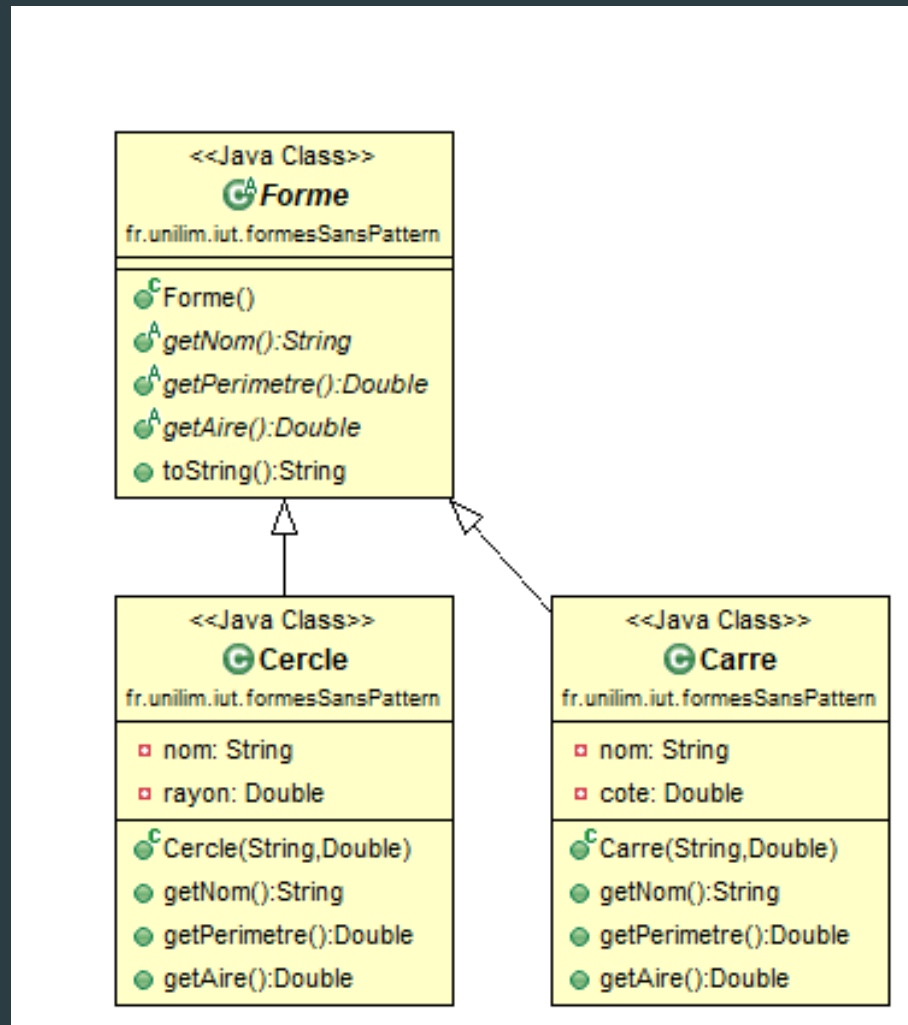 <<Java Class>>
Forme
fr.unilim.iut.formesSansPattern
Forme()
getNom():String
getPerimetre():Double
getAire():Double
toString():String
<<Java Class>>
Cercle
fr.unilim.iut.formesSansPattern
nom: String
rayon: Double
Cercle(String,Double)
getNom():String
getPerimetre():Double
getAire():Double
<<Java Class>>
Carre
fr.unilim.iut.formesSansPattern
nom: String
cote: Double
Carre(String,Double)
getNom():String
getPerimetre():Double
getAire():Double